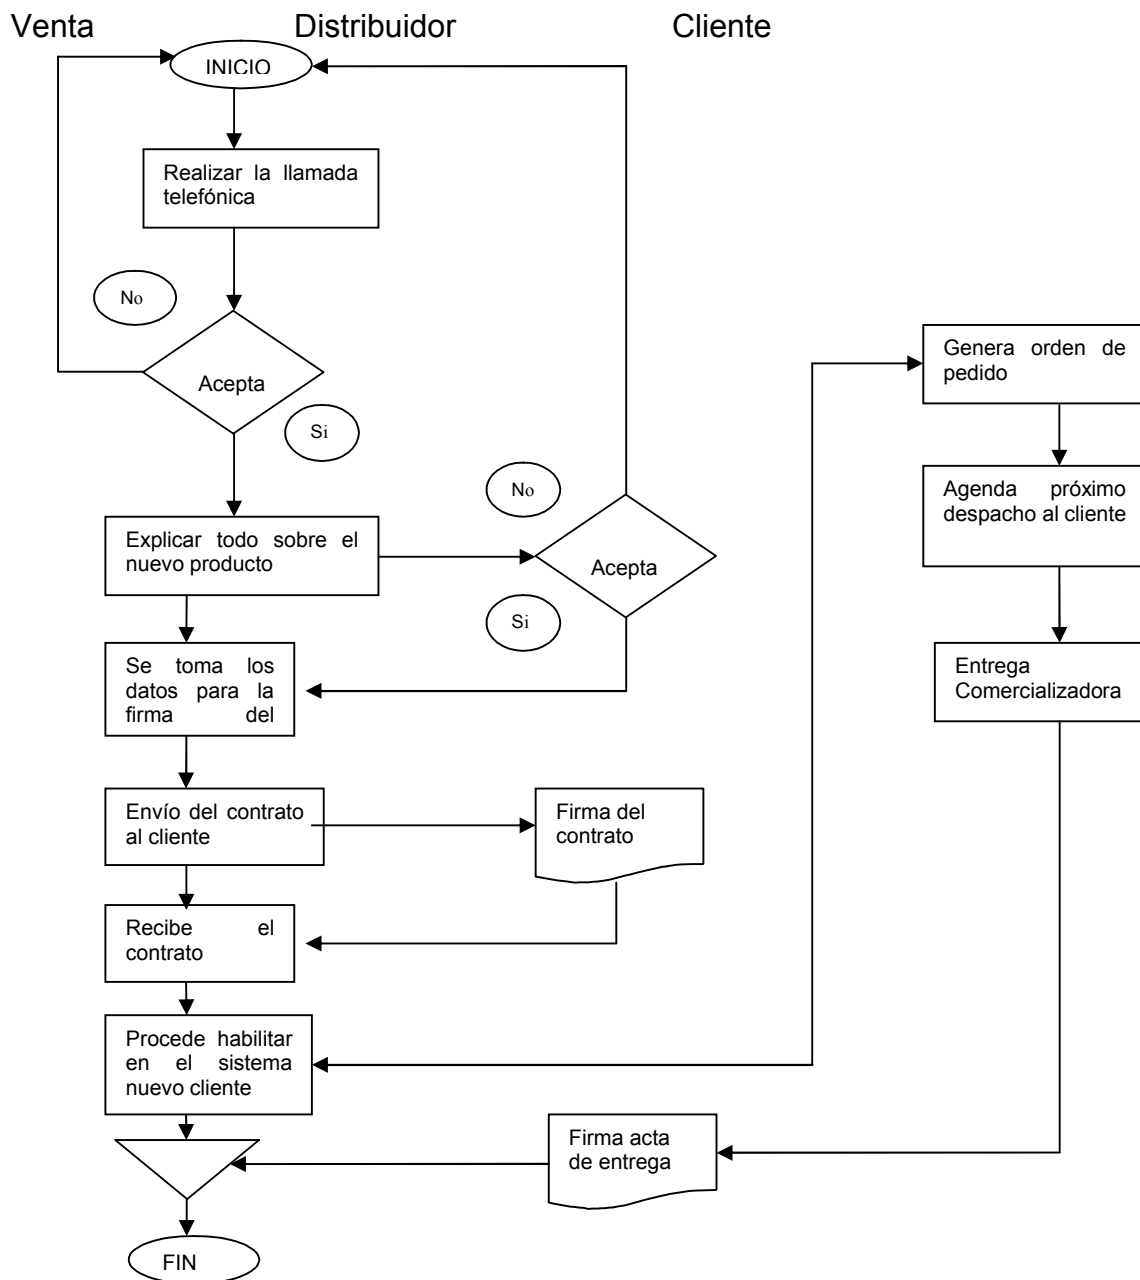 Venta Distribuidor Cliente
INICIO
Realizar la llamada
telefónica
No
Acepta
Si
Explicar todo sobre el
nuevo producto
No
Acepta
Si
Se toma los
datos para la
firma del
Envío del contrato
al cliente
Firma del
contrato
Recibe el
contrato
Procede habilitar
en el sistema
nuevo cliente
Genera orden de
pedido
Agenda próximo
despacho al cliente
Entrega
Comercializadora
Firma acta
de entrega
FIN